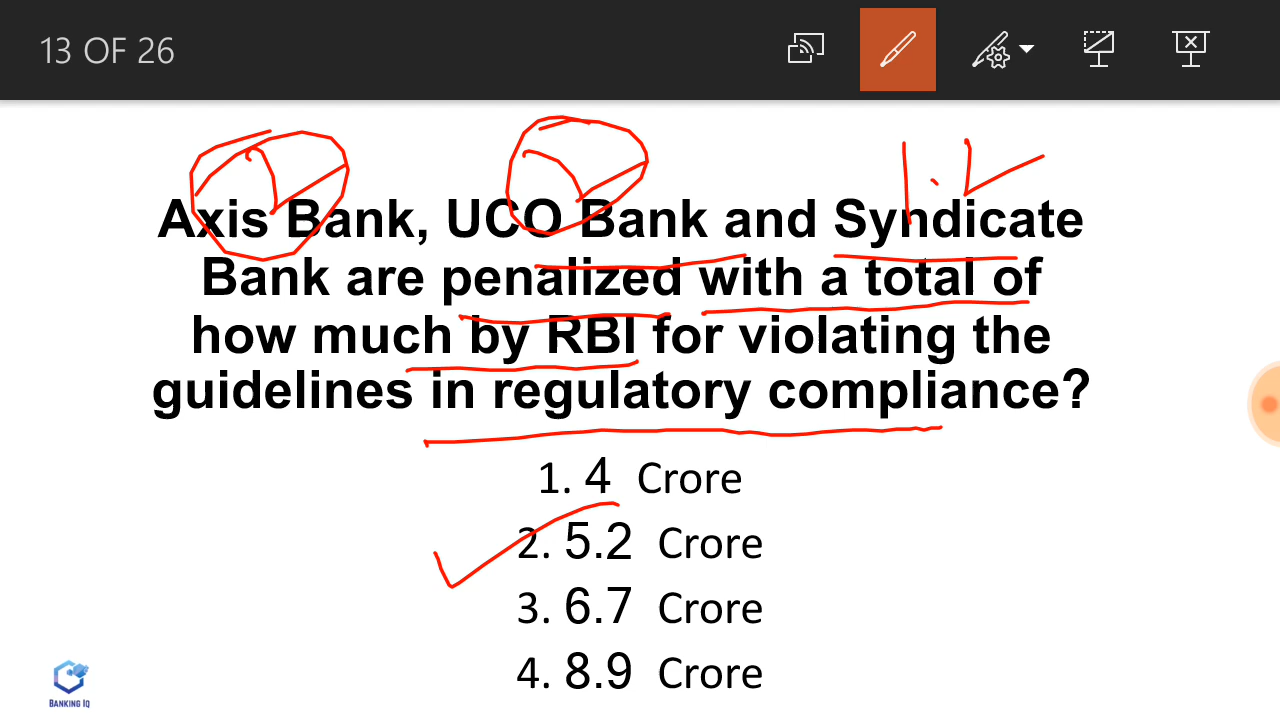 13 OF 26
Axis Bank, UCO Bank and Syndicate
Bank are penalized with a total of
how much by RBI for violating the
guidelines in regulatory compliance?
1. 4 Crore
2. 5.2 Crore
3. 6.7 Crore
4. 8.9 Crore
BANKING IQ